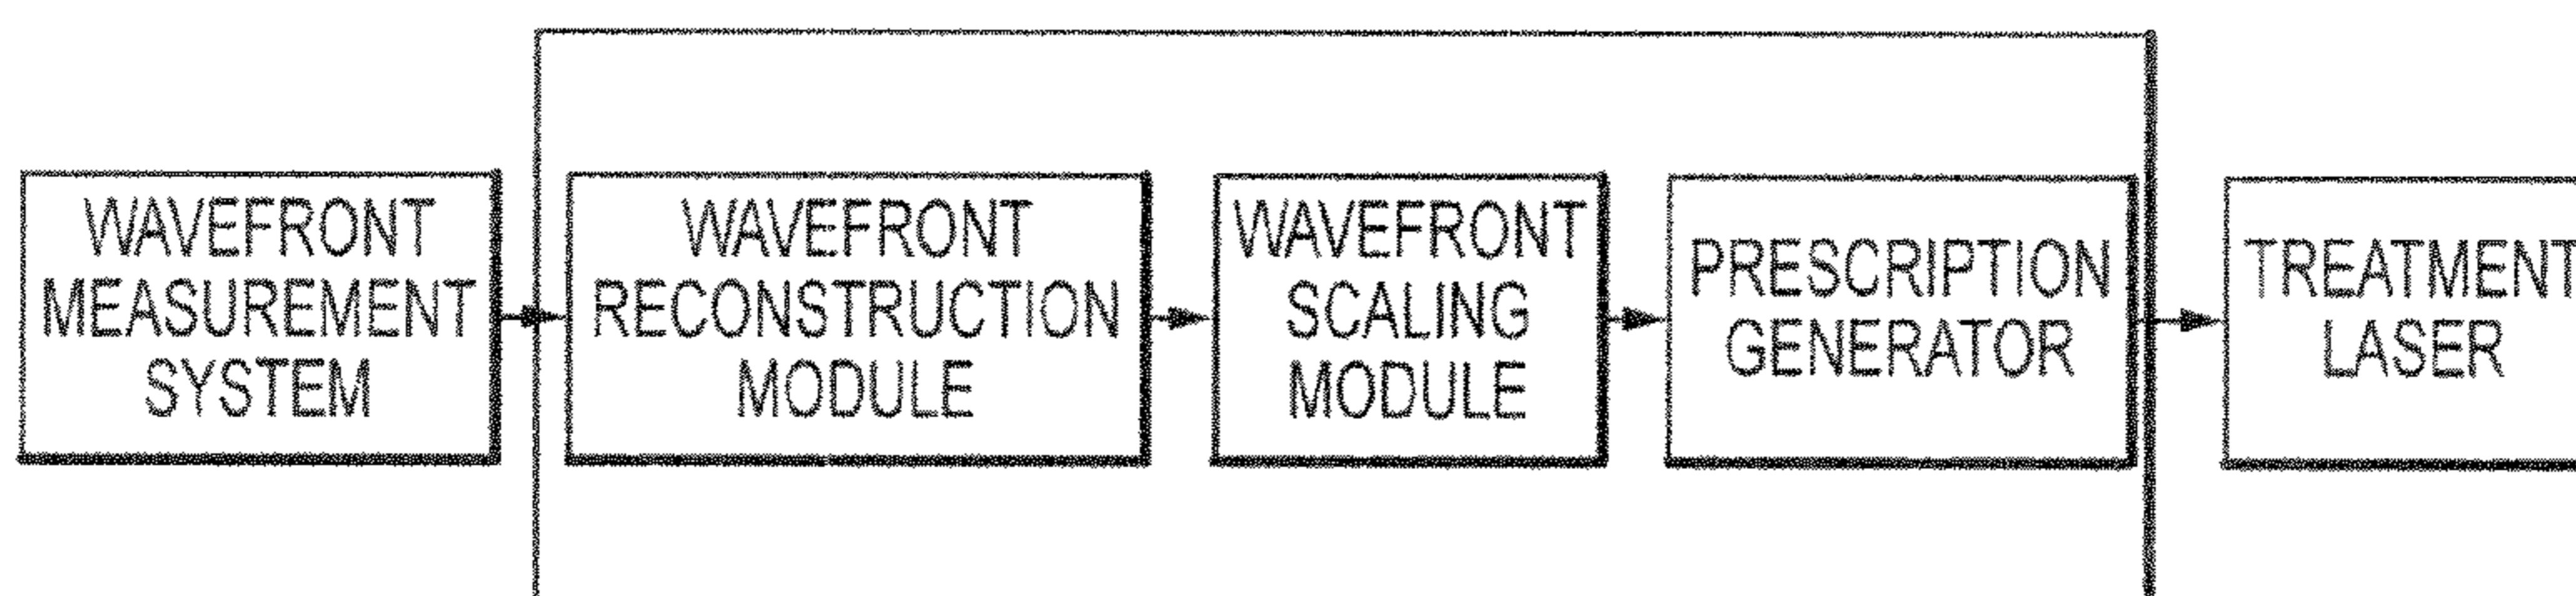 WAVEFRONT
MEASUREMENT
SYSTEM
WAVEFRONT
RECONSTRUCTION
MODULE
WAVEFRONT
SCALING
MODULE
PRESCRIPTION
GENERATOR
TREATMENT
LASER